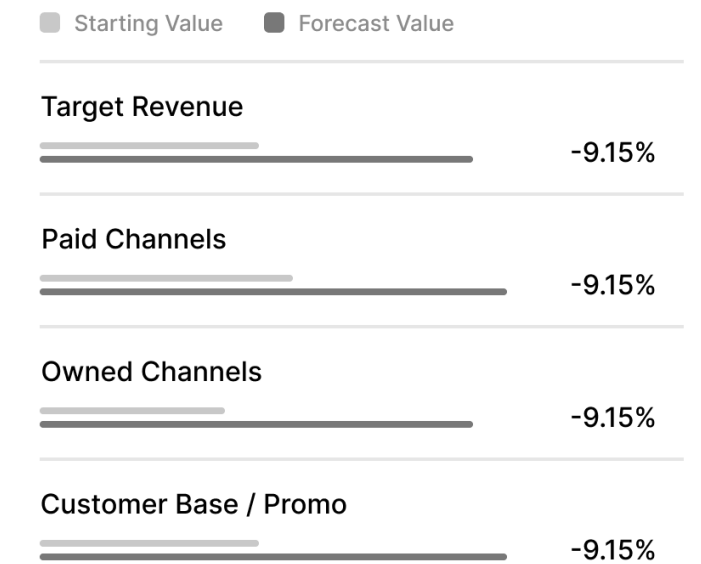 Starting Value Forecast Value
Target Revenue
-9.15%
Paid Channels
-9.15%
Owned Channels
-9.15%
Customer Base / Promo
-9.15%